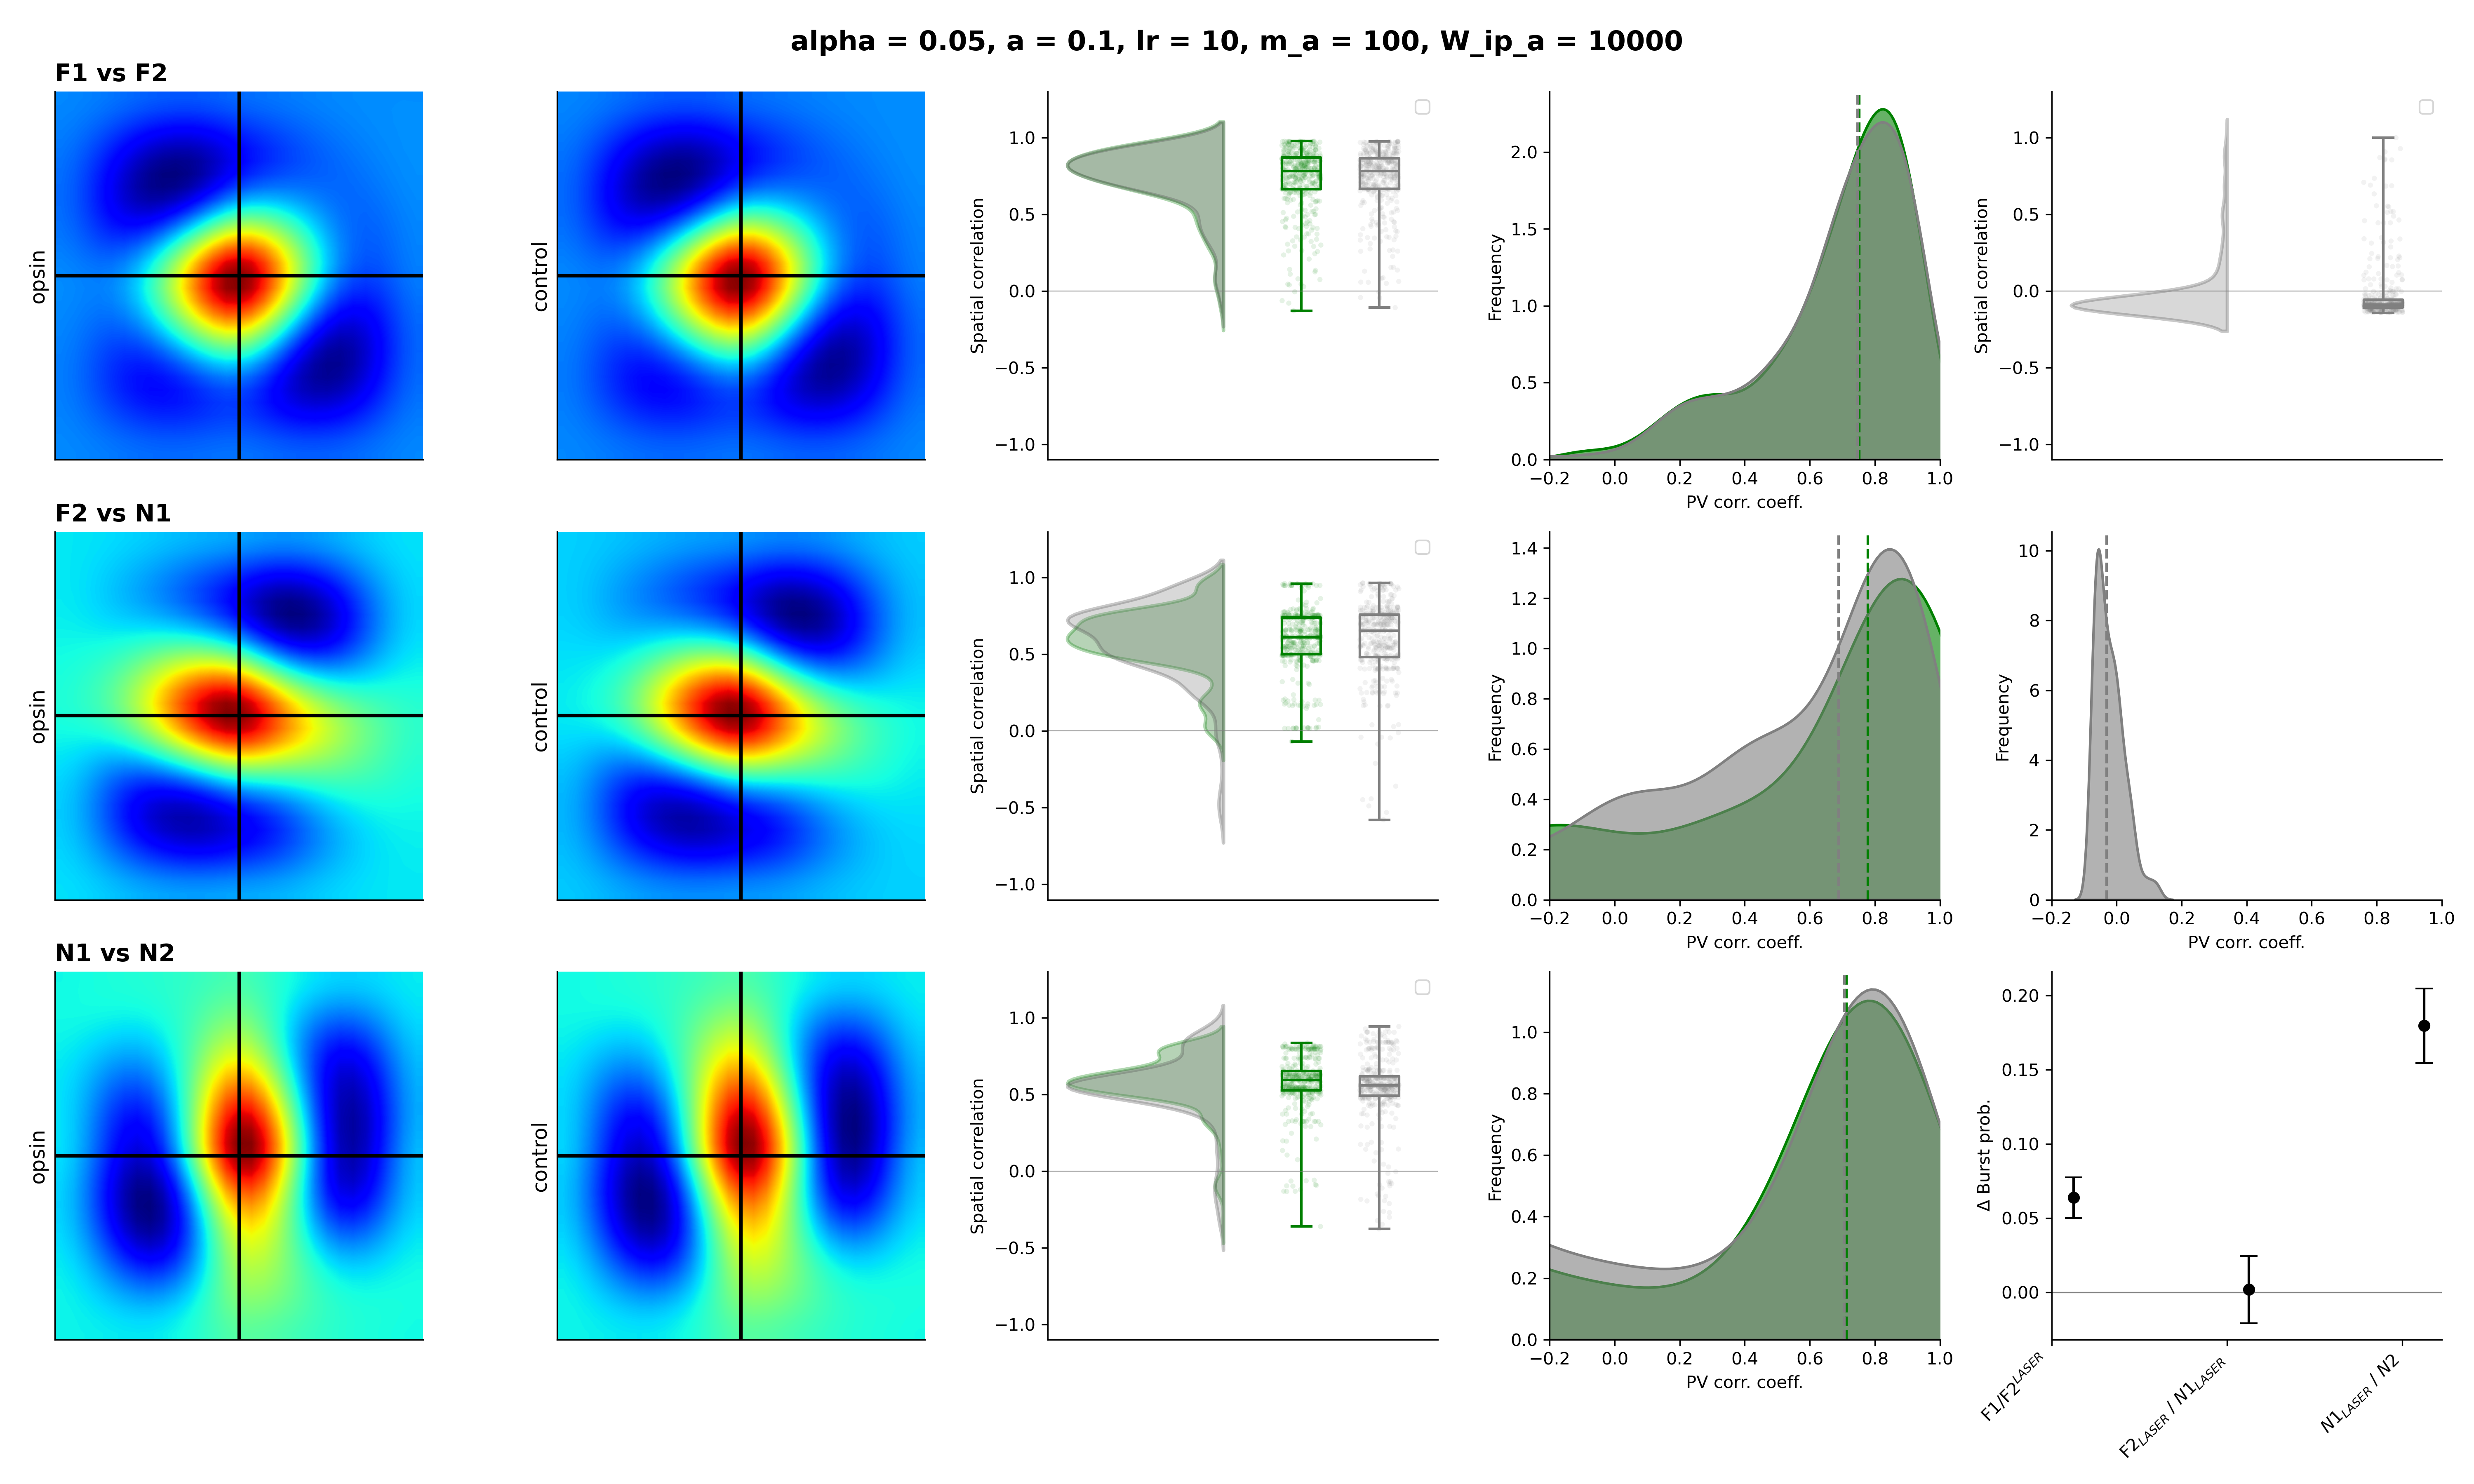 alpha = 0.05, a = 0.1, lr = 10, m_a = 100, W_ip_a = 10000
F1 vs F2
opsin
control
Spatial correlation
1.0
0.5
0.0
−0.5
−1.0
Frequency
2.0
1.5
1.0
0.5
0.0
−0.2 0.0 0.2 0.4 0.6 0.8 1.0
PV corr. coeff.
Spatial correlation
1.0
0.5
0.0
−0.5
−1.0
F2 vs N1
opsin
control
Spatial correlation
1.0
0.5
0.0
−0.5
−1.0
Frequency
1.4
1.2
1.0
0.8
0.6
0.4
0.2
0.0
−0.2 0.0 0.2 0.4 0.6 0.8 1.0
PV corr. coeff.
Frequency
10
8
6
4
2
0
−0.2 0.0 0.2 0.4 0.6 0.8 1.0
PV corr. coeff.
N1 vs N2
opsin
control
Spatial correlation
1.0
0.5
0.0
−0.5
−1.0
Frequency
1.0
0.8
0.6
0.4
0.2
0.0
−0.2 0.0 0.2 0.4 0.6 0.8 1.0
PV corr. coeff.
Δ Burst prob.
0.20
0.15
0.10
0.05
0.00
F1/F2LASER
F2LASER / N1LASER
N1LASER / N2